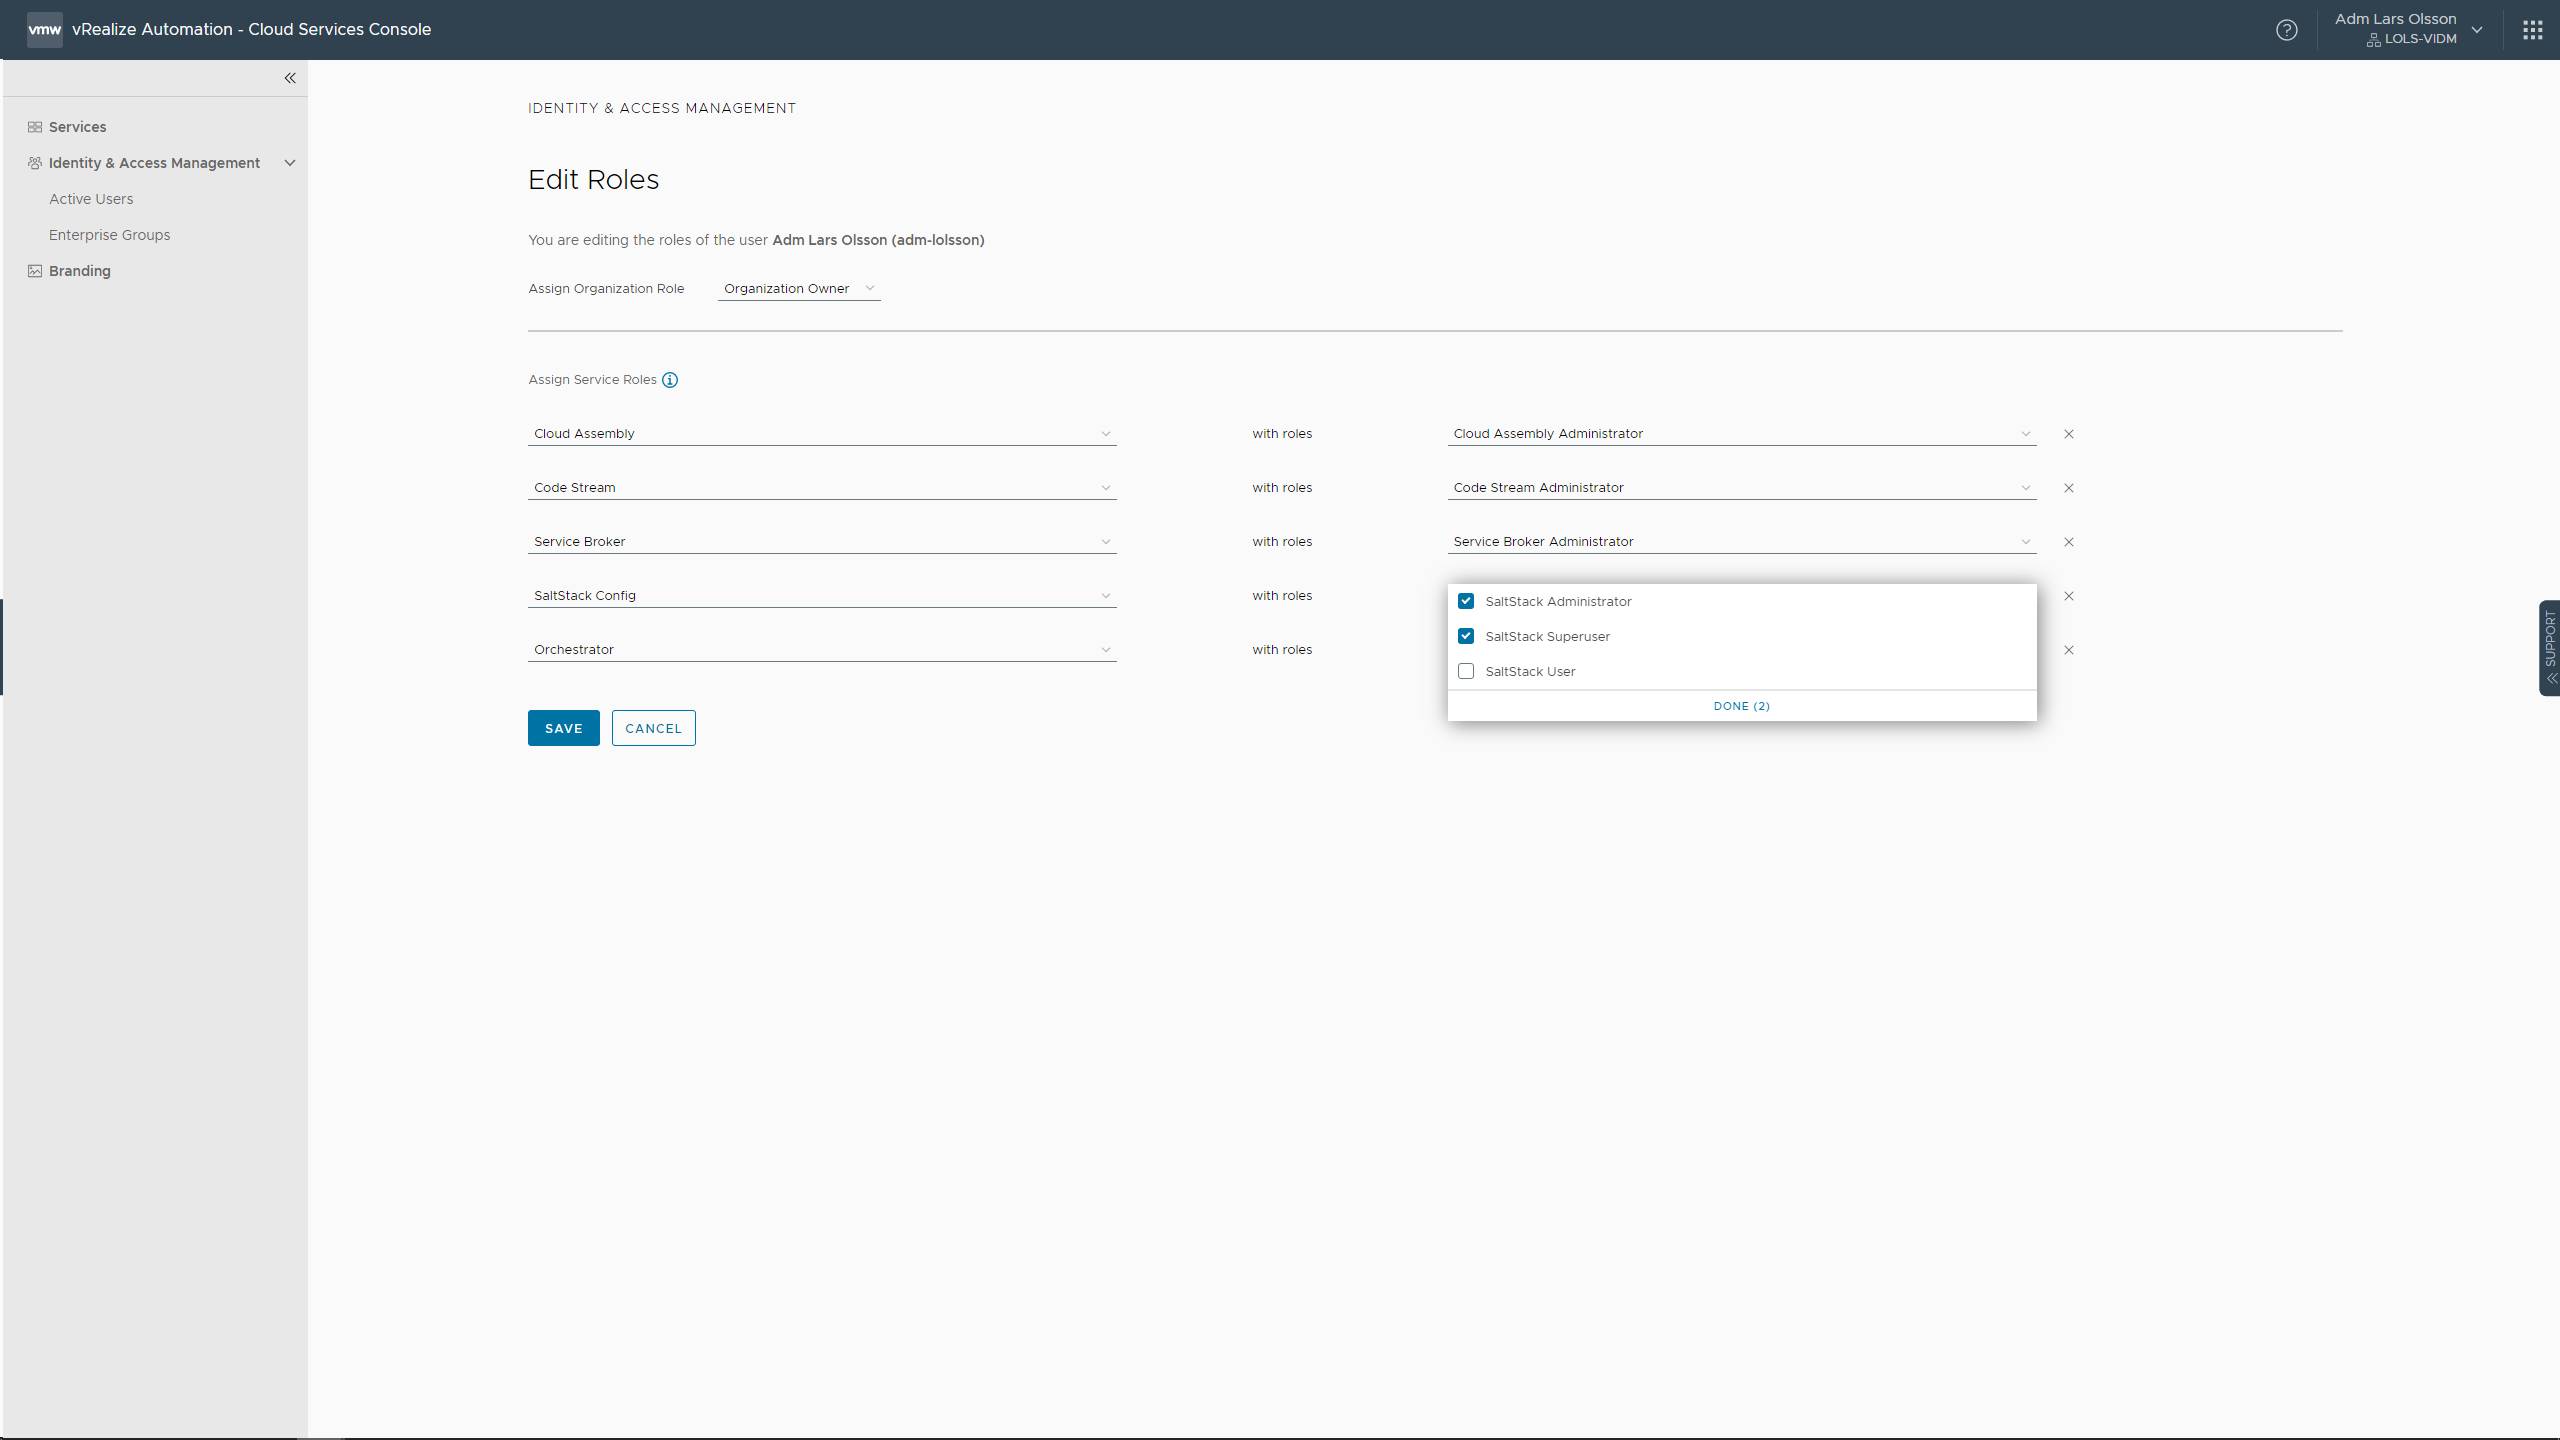 vmw vRealize Automation - Cloud Services Console
Adm Lars Olsson
LOLS-VIDM
Services
Identity & Access Management
Active Users
Enterprise Groups
Branding
IDENTITY & ACCESS MANAGEMENT
Edit Roles
You are editing the roles of the user Adm Lars Olsson (adm-lolsson)
Assign Organization Role Organization Owner
Assign Service Roles
Cloud Assembly with roles Cloud Assembly Administrator
Code Stream with roles Code Stream Administrator
Service Broker with roles Service Broker Administrator
SaltStack Config with roles
SaltStack Administrator
SaltStack Superuser
Orchestrator with roles
SaltStack User
DONE (2)
SAVE CANCEL
SUPPORT